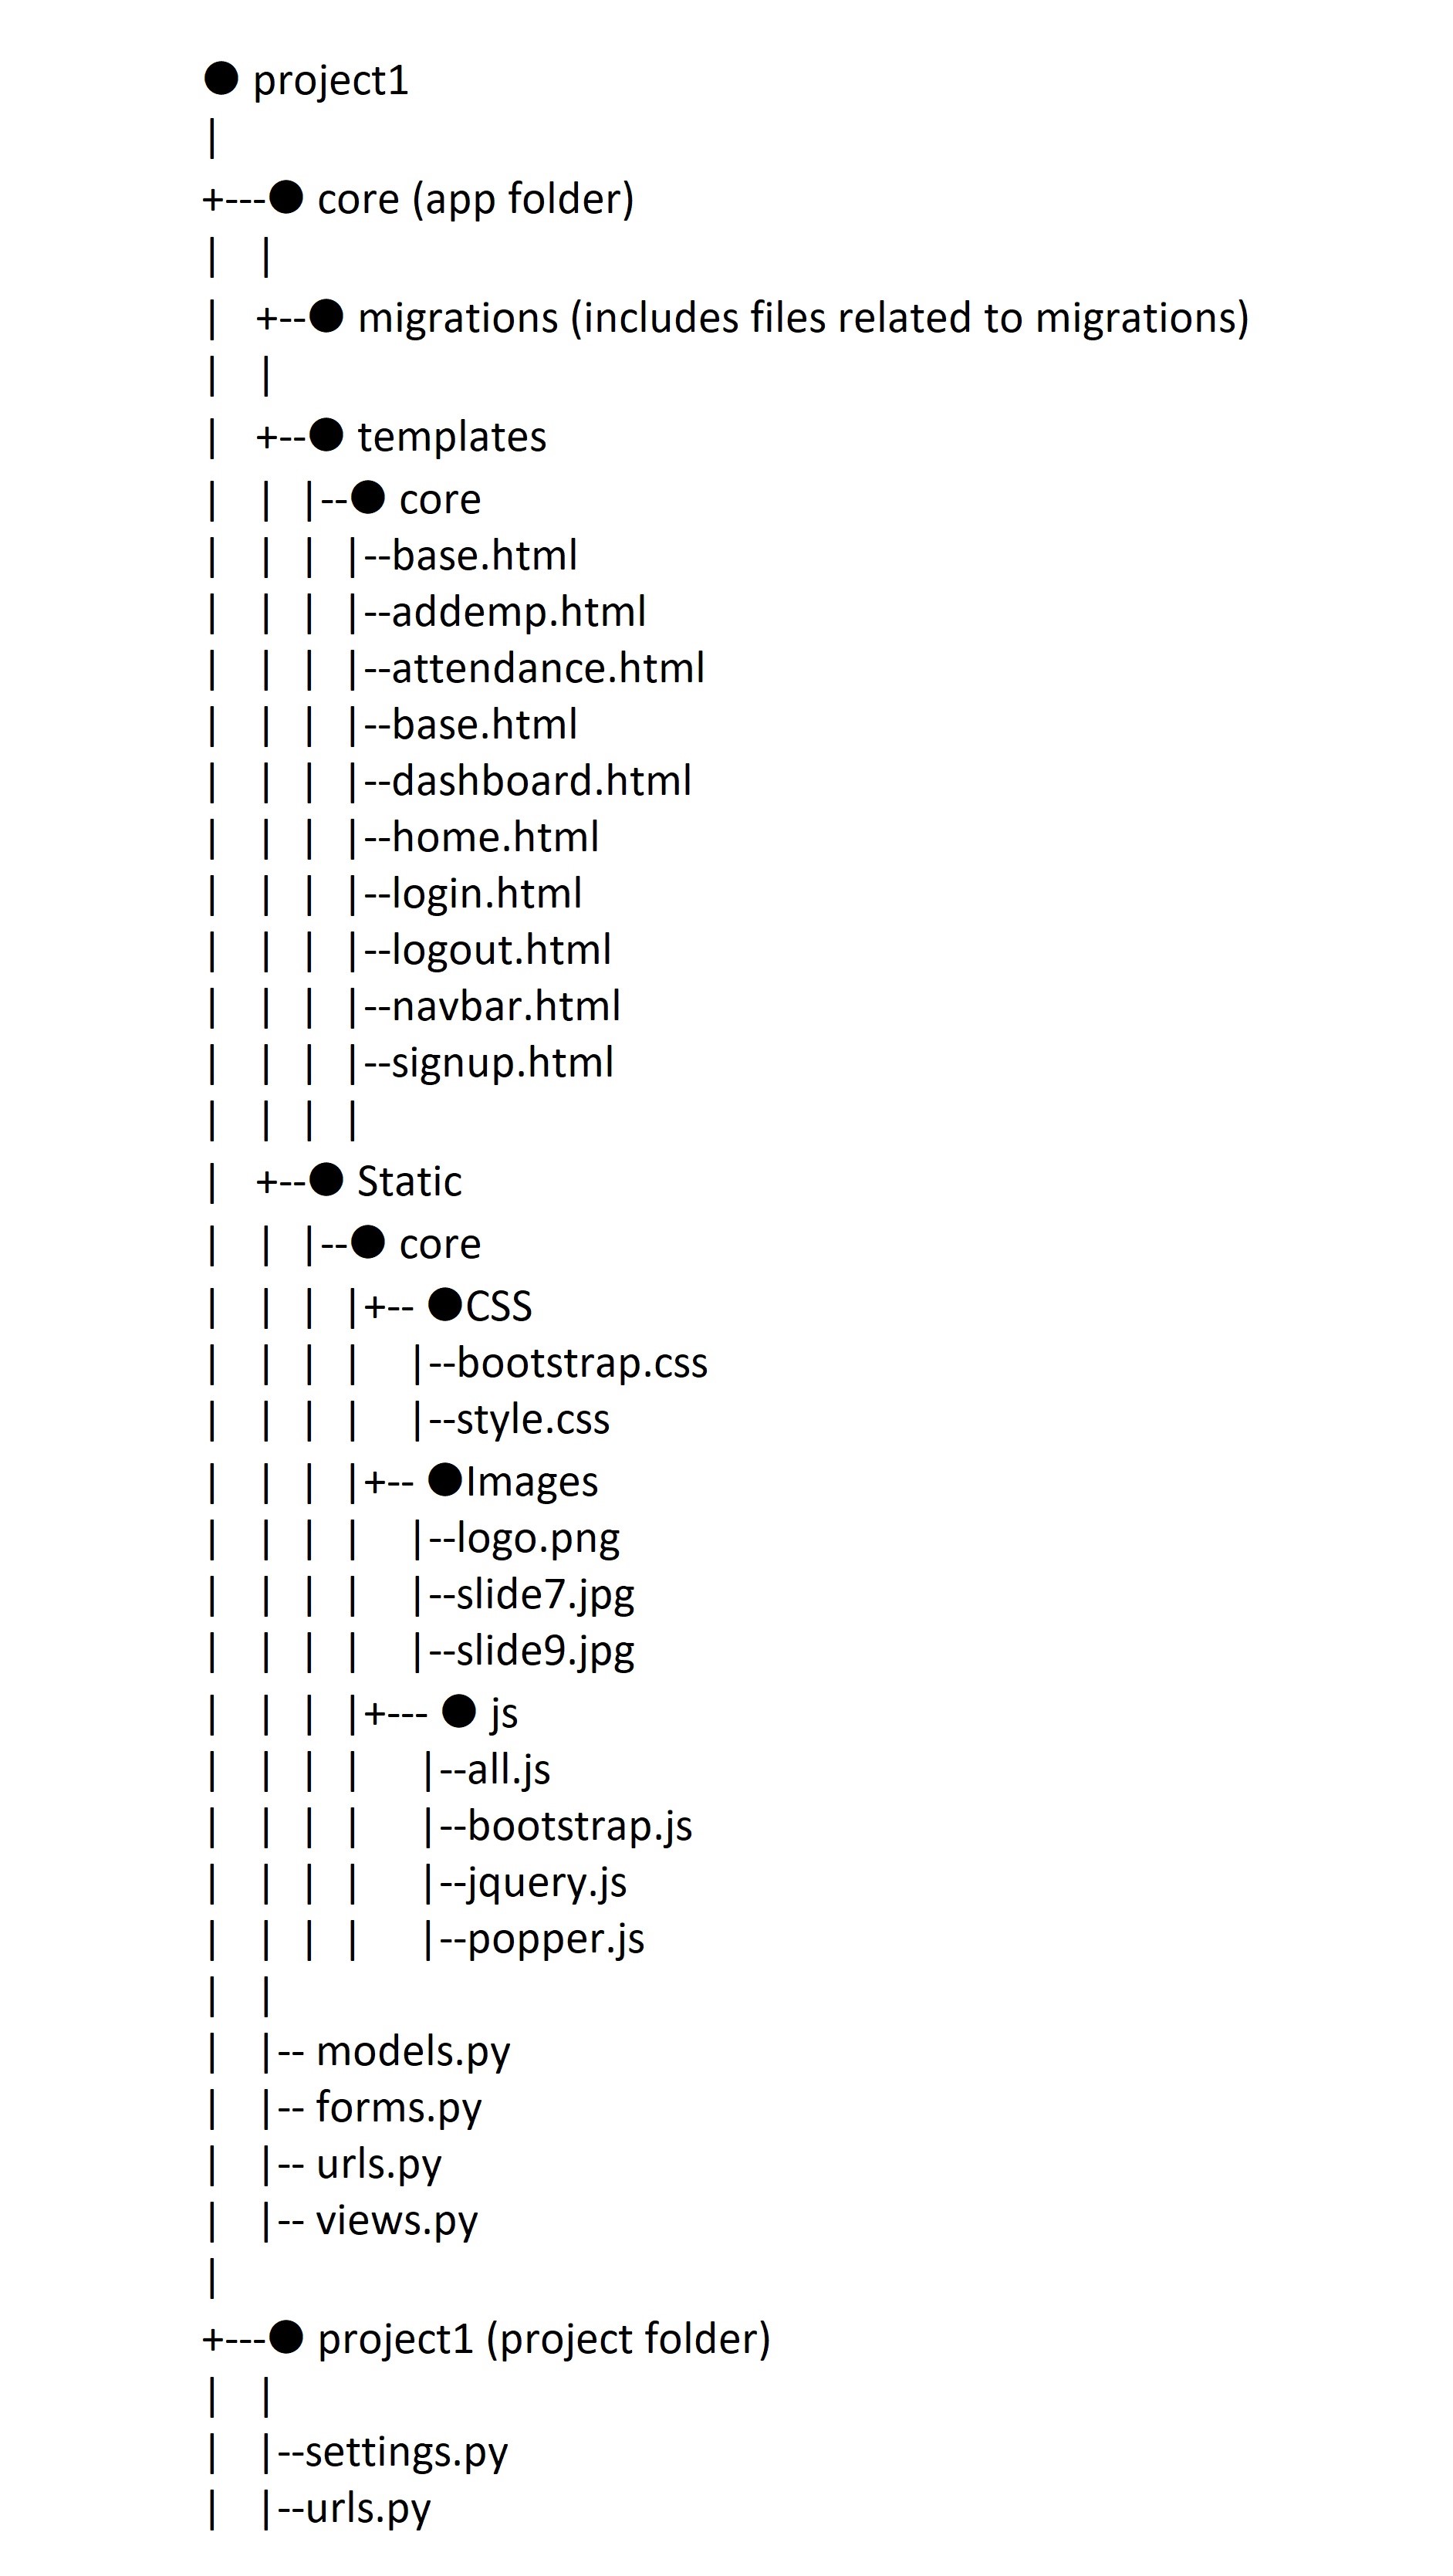 ● project1
|
+---● core (app folder)
|   |
|   +--● migrations (includes files related to migrations)
|   |
|   +--● templates
|   |  |--● core
|   |  |  |--base.html
|   |  |  |--addemp.html
|   |  |  |--attendance.html
|   |  |  |--base.html
|   |  |  |--dashboard.html
|   |  |  |--home.html
|   |  |  |--login.html
|   |  |  |--logout.html
|   |  |  |--navbar.html
|   |  |  |--signup.html
|   |  |  |
|   +--● Static
|   |  |--● core
|   |  |  |+-- ●CSS
|   |  |  |    |--bootstrap.css
|   |  |  |    |--style.css
|   |  |  |+-- ●Images
|   |  |  |    |--logo.png
|   |  |  |    |--slide7.jpg
|   |  |  |    |--slide9.jpg
|   |  |  |+--- ● js
|   |  |  |     |--all.js
|   |  |  |     |--bootstrap.js
|   |  |  |     |--jquery.js
|   |  |  |     |--popper.js
|   |
|   |-- models.py
|   |-- forms.py
|   |-- urls.py
|   |-- views.py
|
+---● project1 (project folder)
|   |
|   |--settings.py
|   |--urls.py